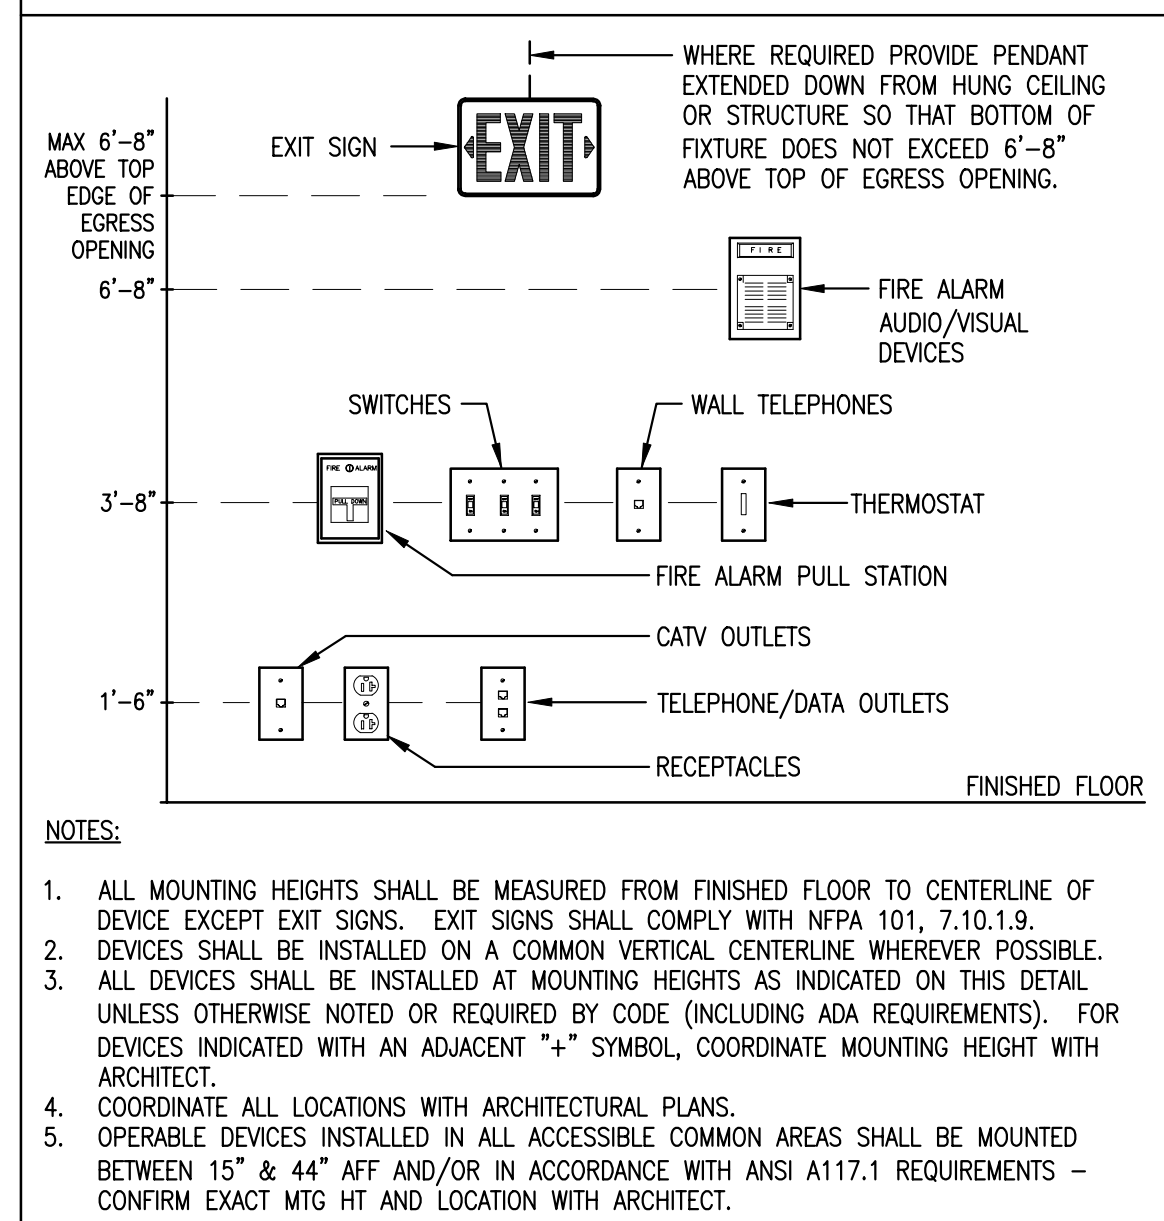 WHERE REQUIRED PROVIDE PENDANT
EXTENDED DOWN FROM HUNG CEILING
OR STRUCTURE SO THAT BOTTOM OF
FIXTURE DOES NOT EXCEED 6'-8"
ABOVE TOP OF EGRESS OPENING.
MAX 6'-8"
ABOVE TOP
EDGE OF
EGRESS
OPENING
EXIT SIGN
EXIT
FIRE
6'-8"
FIRE ALARM
AUDIO/VISUAL
DEVICES
SWITCHES
WALL TELEPHONES
FIRE ALARM
PULL DOWN
3'-8"
THERMOSTAT
FIRE ALARM PULL STATION
CATV OUTLETS
1'-6"
TELEPHONE/DATA OUTLETS
RECEPTACLES
FINISHED FLOOR
NOTES:
1. ALL MOUNTING HEIGHTS SHALL BE MEASURED FROM FINISHED FLOOR TO CENTERLINE OF
DEVICE EXCEPT EXIT SIGNS. EXIT SIGNS SHALL COMPLY WITH NFPA 101, 7.10.1.9.
2. DEVICES SHALL BE INSTALLED ON A COMMON VERTICAL CENTERLINE WHEREVER POSSIBLE.
3. ALL DEVICES SHALL BE INSTALLED AT MOUNTING HEIGHTS AS INDICATED ON THIS DETAIL
UNLESS OTHERWISE NOTED OR REQUIRED BY CODE (INCLUDING ADA REQUIREMENTS). FOR
DEVICES INDICATED WITH AN ADJACENT "+" SYMBOL, COORDINATE MOUNTING HEIGHT WITH
ARCHITECT.
4. COORDINATE ALL LOCATIONS WITH ARCHITECTURAL PLANS.
5. OPERABLE DEVICES INSTALLED IN ALL ACCESSIBLE COMMON AREAS SHALL BE MOUNTED
BETWEEN 15" & 44" AFF AND/OR IN ACCORDANCE WITH ANSI A117.1 REQUIREMENTS –
CONFIRM EXACT MTG HT AND LOCATION WITH ARCHITECT.